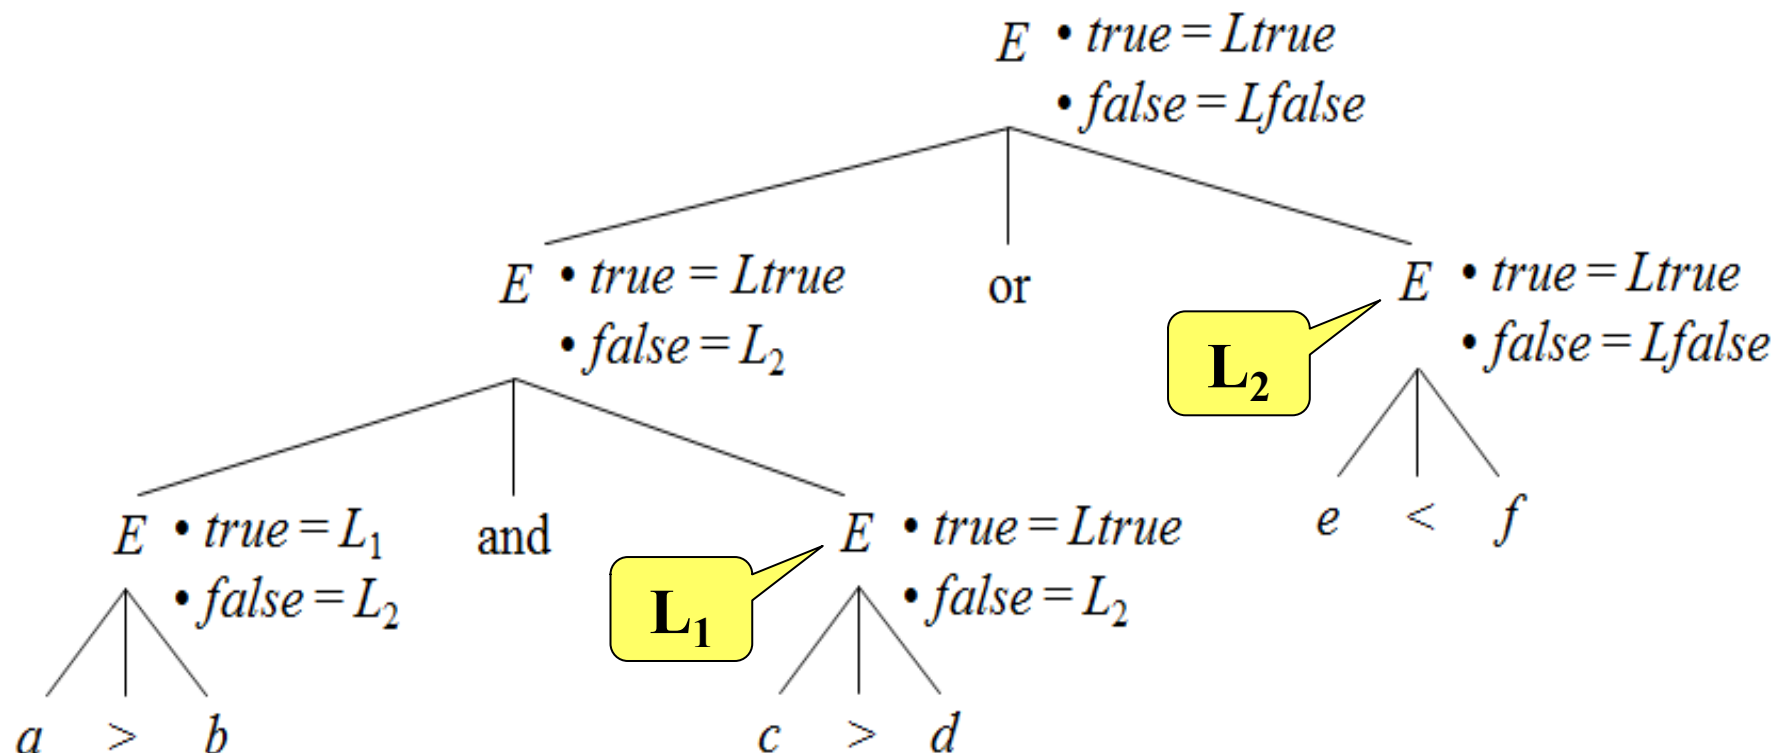 E • true = Ltrue
• false = Lfalse
E • true = Ltrue
• false = L₂
or
E • true = Ltrue
• false = Lfalse
L₂
E • true = L₁
• false = L₂
and
E • true = Ltrue
• false = L₂
L₁
e < f
a > b
c > d